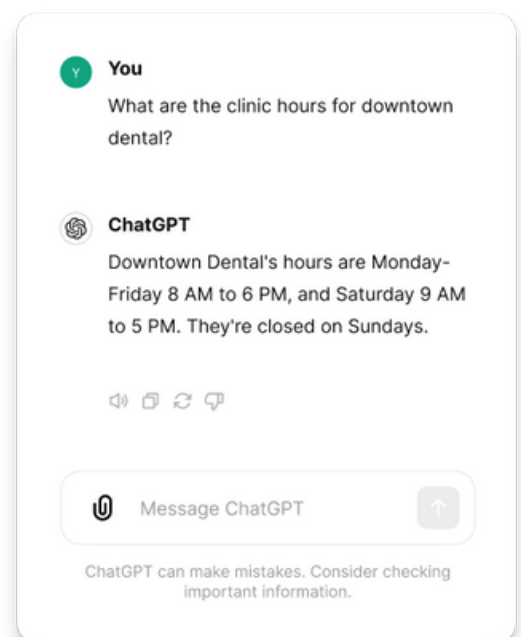 Y
You
What are the clinic hours for downtown
dental?
ChatGPT
Downtown Dental's hours are Monday-
Friday 8 AM to 6 PM, and Saturday 9 AM
to 5 PM. They're closed on Sundays.
Message ChatGPT
ChatGPT can make mistakes. Consider checking
important information.